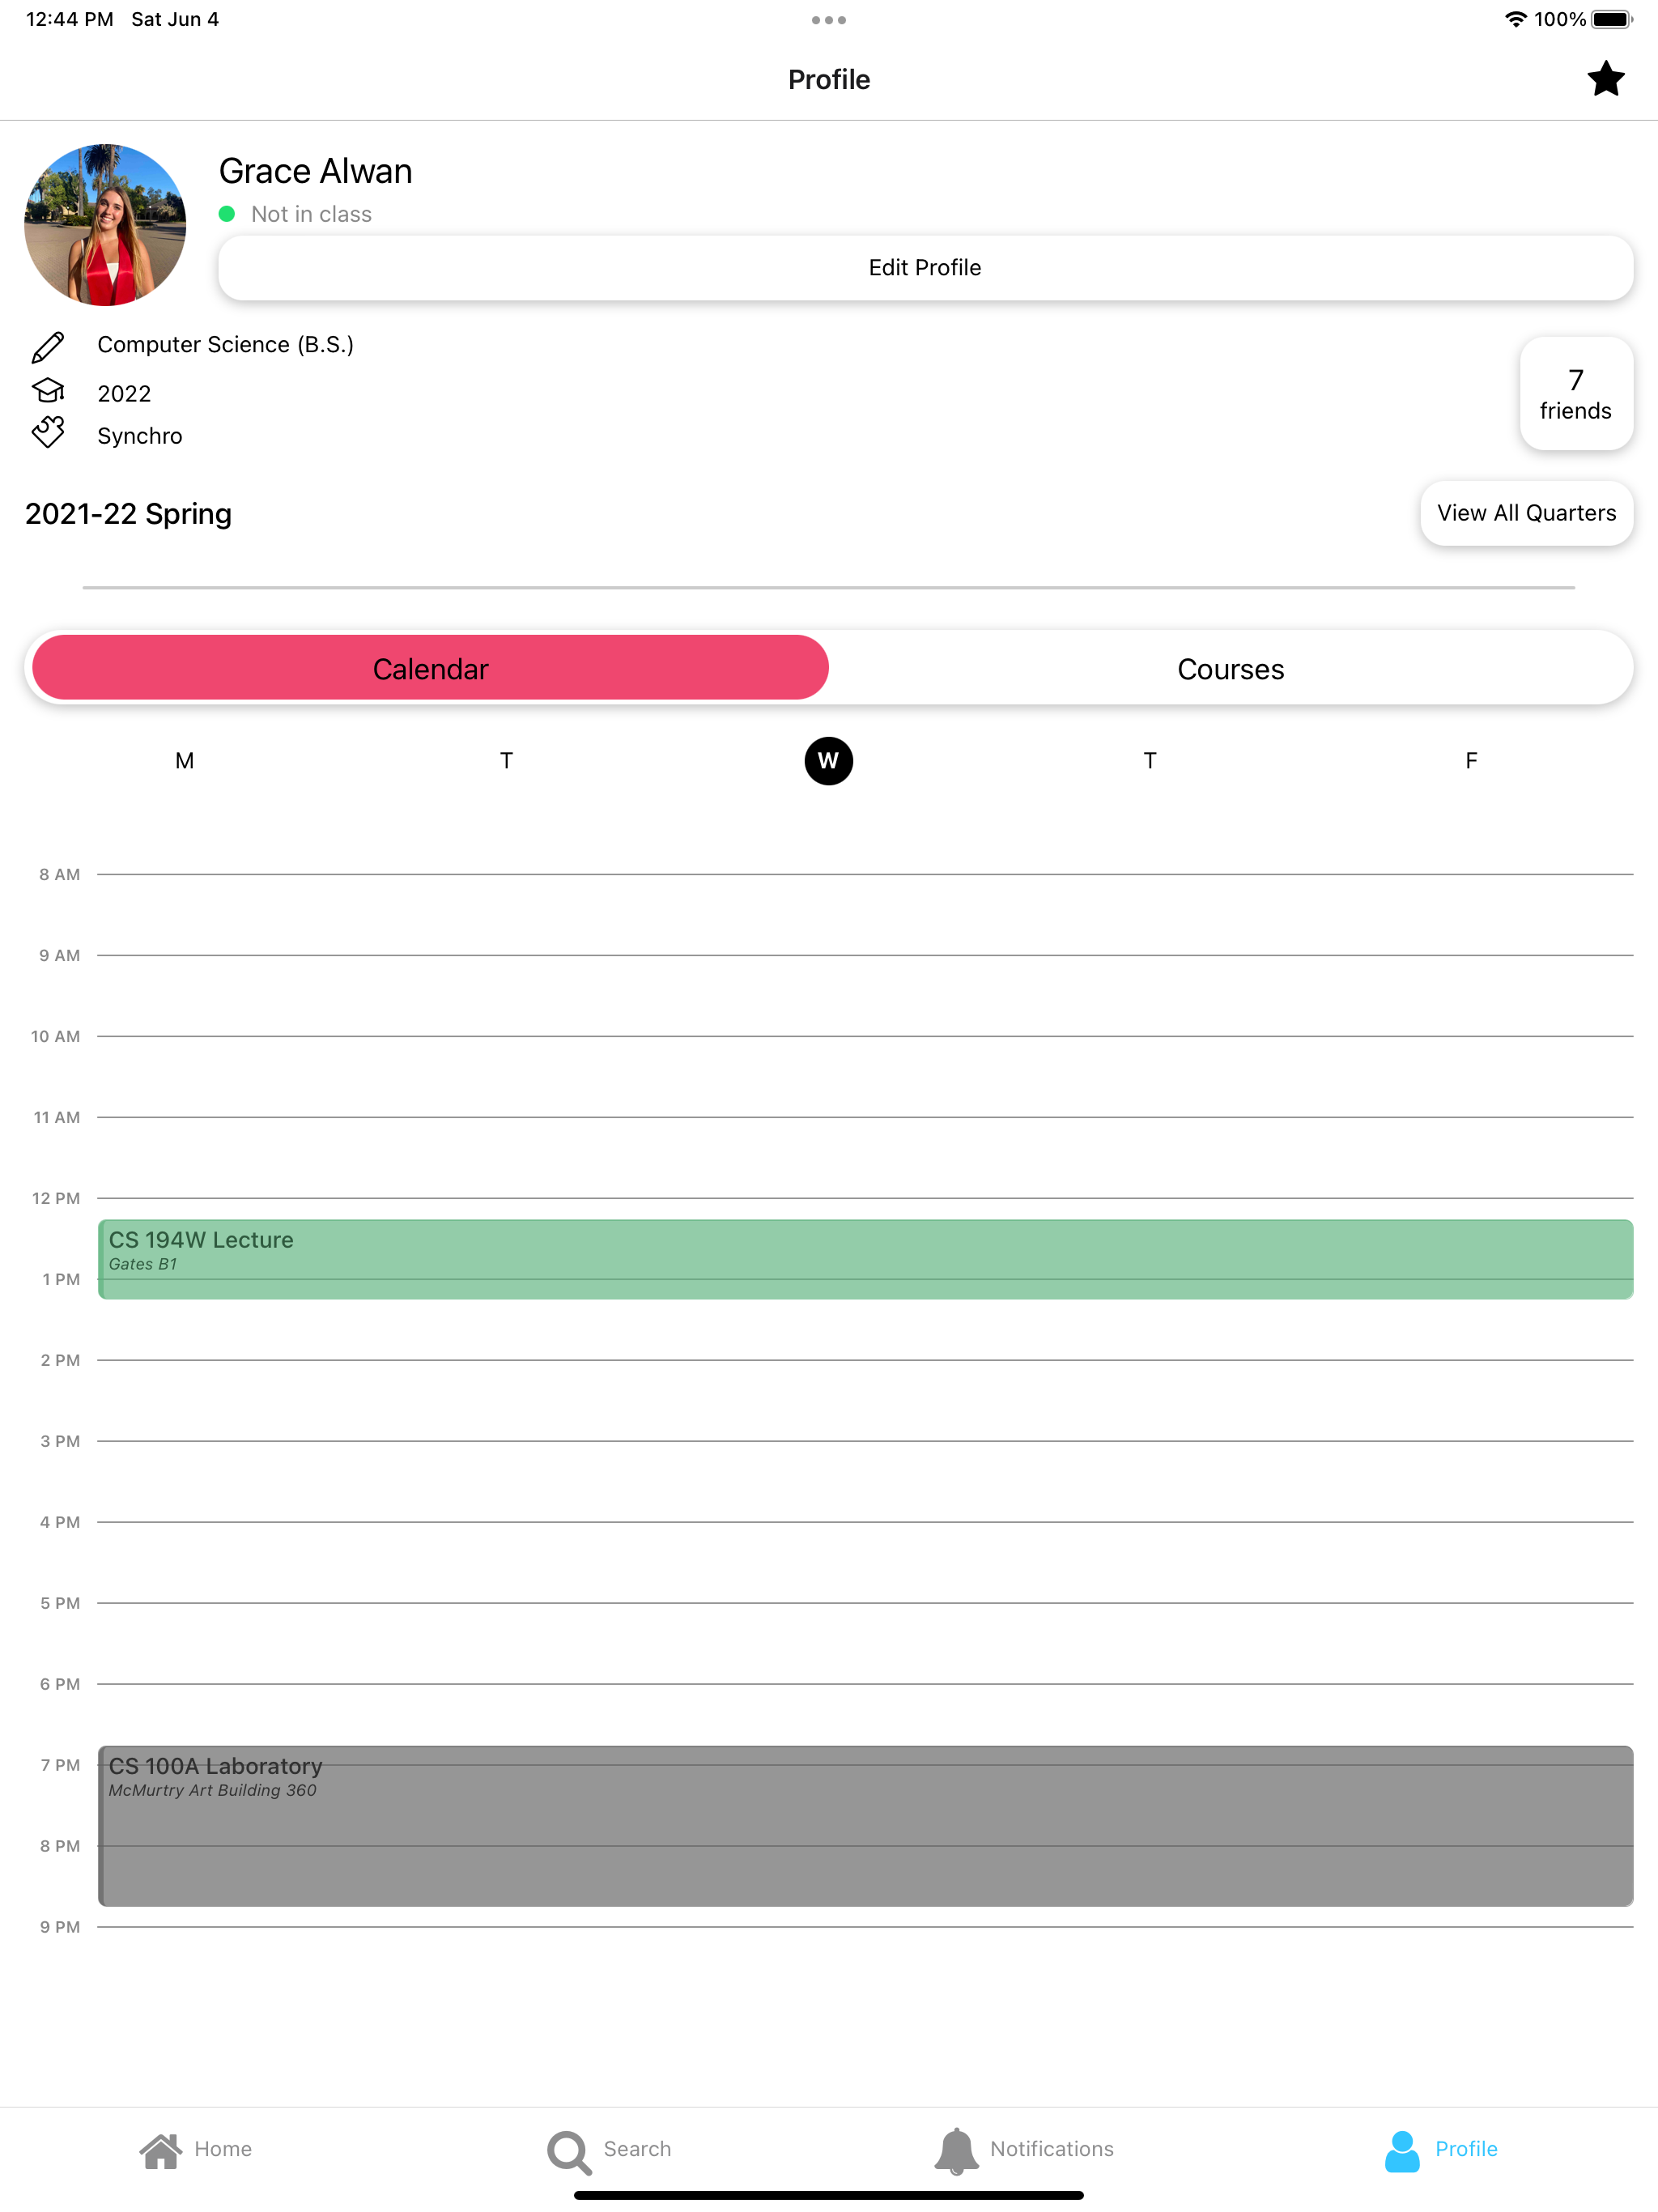 12:44 PM Sat Jun 4
100%
Profile
Grace Alwan
Not in class
Edit Profile
Computer Science (B.S.)
2022
Synchro
7
friends
2021-22 Spring
View All Quarters
Calendar
Courses
M T W T F
8 AM
9 AM
10 AM
11 AM
12 PM
CS 194W Lecture
Gates B1
1 PM
2 PM
3 PM
4 PM
5 PM
6 PM
7 PM
CS 100A Laboratory
McMurtry Art Building 360
8 PM
9 PM
Home
Search
Notifications
Profile